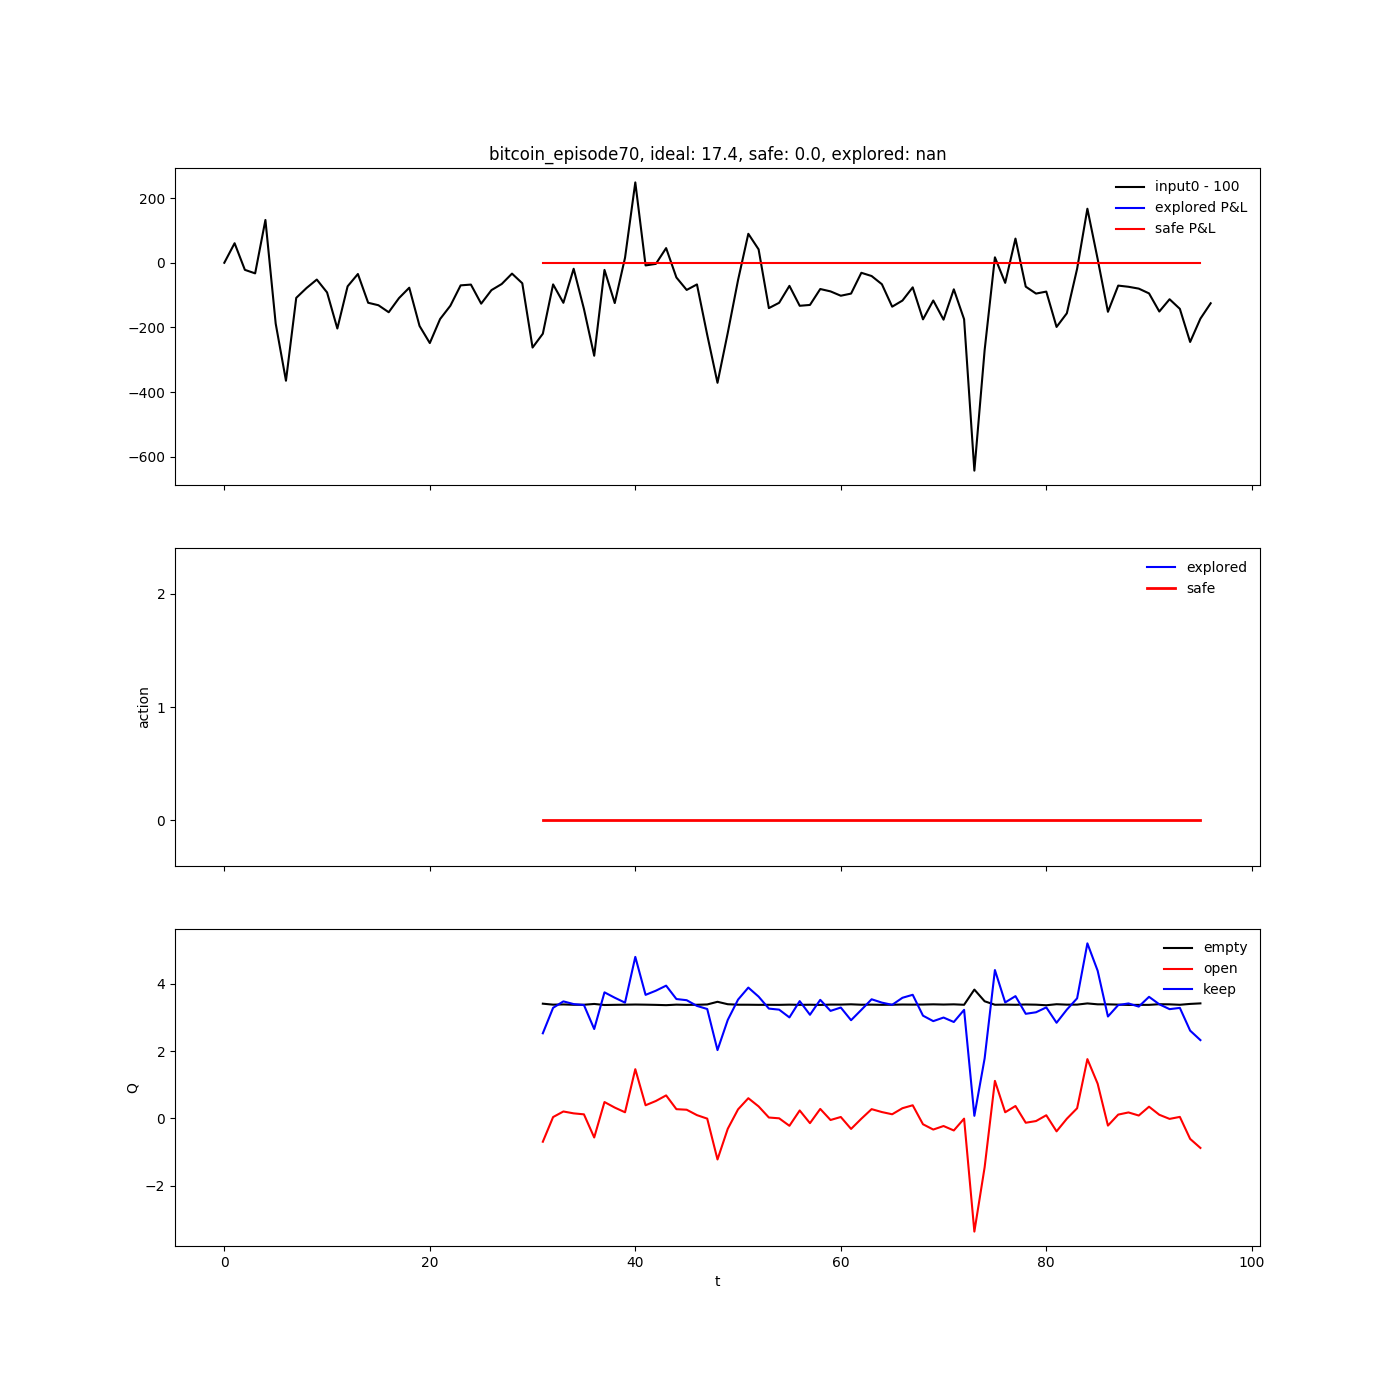 bitcoin_episode70, ideal: 17.4, safe: 0.0, explored: nan
input0 - 100
explored P&L
safe P&L
200
0
−200
−400
−600
explored
safe
action
2
1
0
empty
open
keep
Q
4
2
0
−2
0
20
40
60
80
100
t